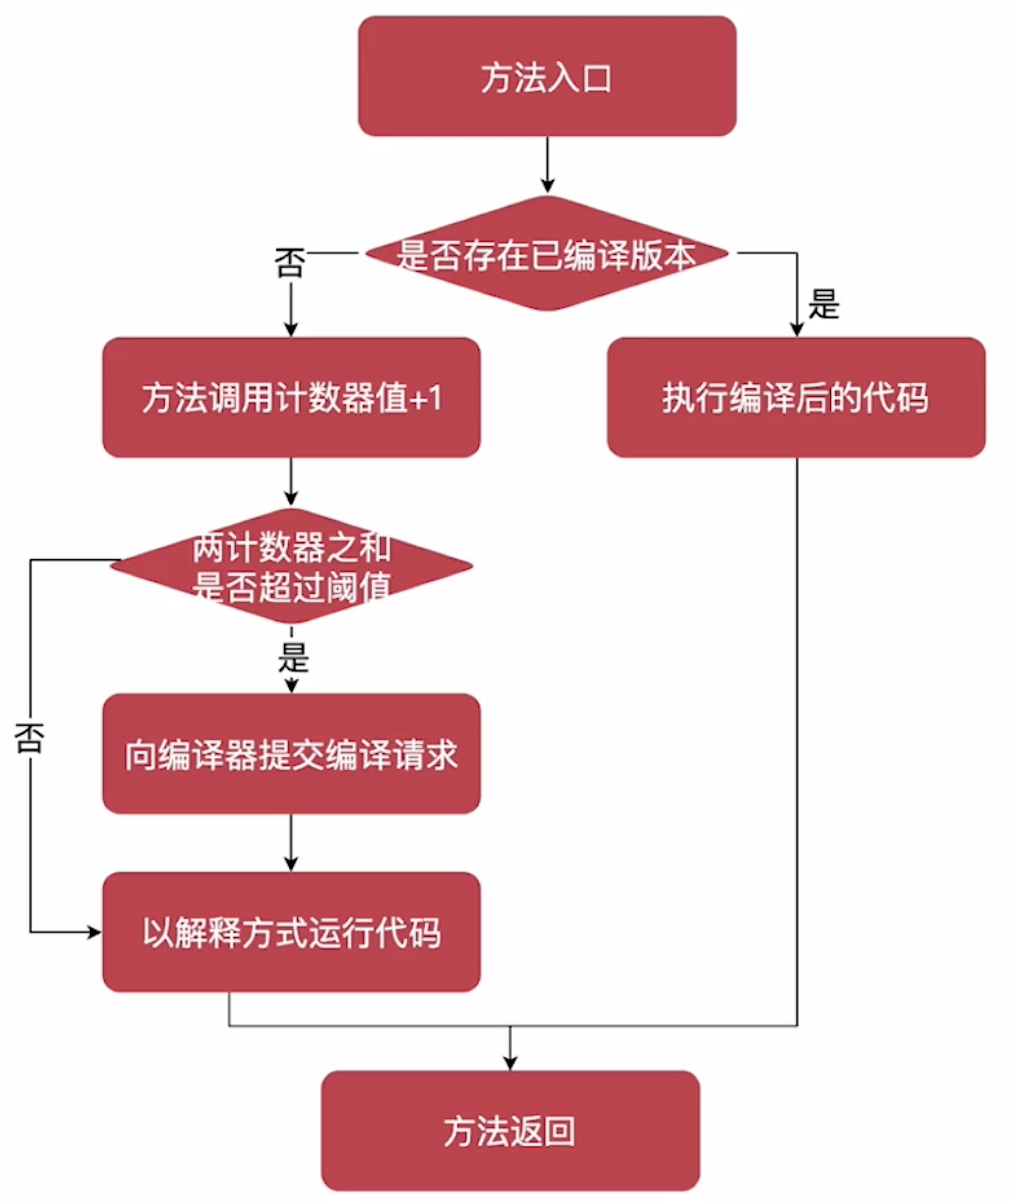 方法入口
是否存在已编译版本
否
是
方法调用计数器值+1
执行编译后的代码
两计数器之和
是否超过阈值
是
否
向编译器提交编译请求
以解释方式运行代码
方法返回